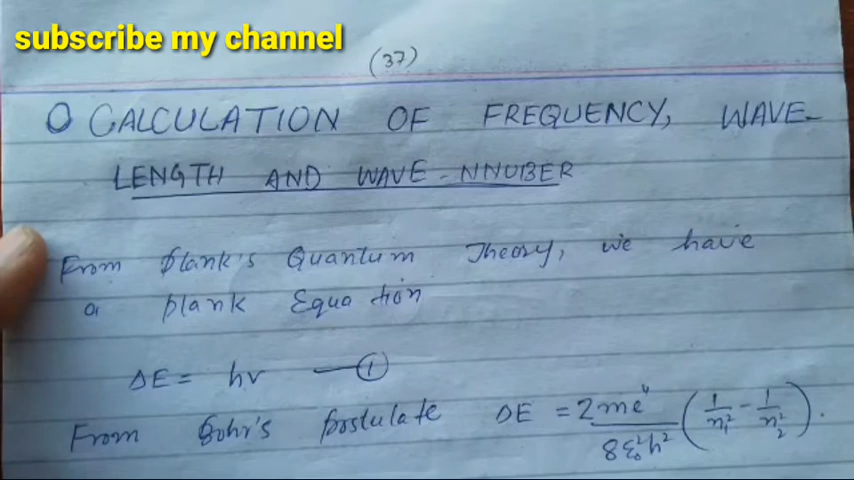 subscribe my channel
(37)
O CALCULATION OF FREQUENCY, WAVE-
LENGTH AND WAVE-NNUBER
From plank's Quantum Theory, we have
a plank Equation
ΔE = hν —①
From Bohr's postulate ΔE = 2me⁴/8ε₀²h² (1/n₁² - 1/n₂²).